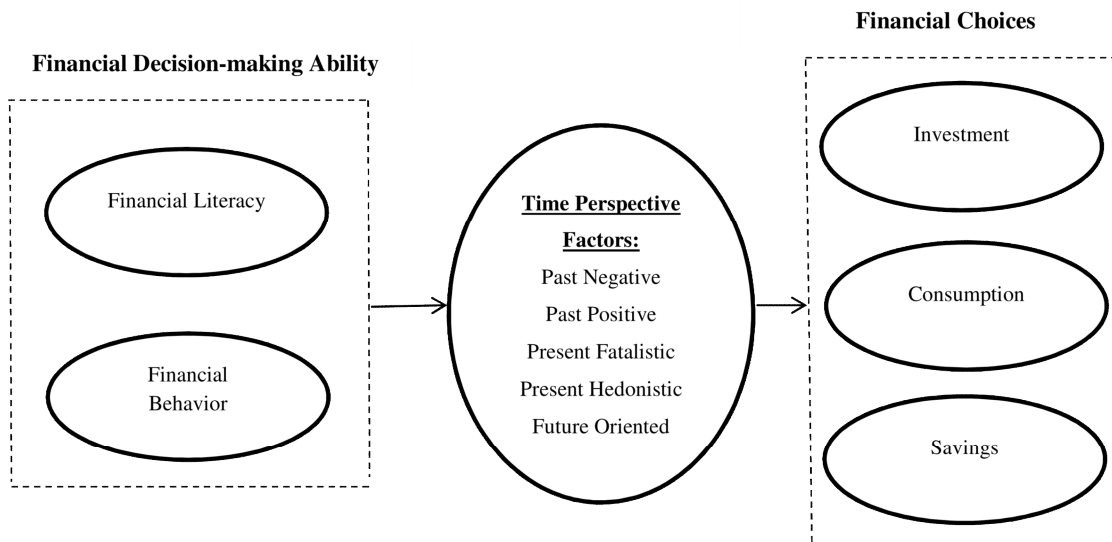 Financial Choices
Financial Decision-making Ability
Financial Literacy
Financial
Behavior
Time Perspective
Factors:
Past Negative
Past Positive
Present Fatalistic
Present Hedonistic
Future Oriented
Investment
Consumption
Savings